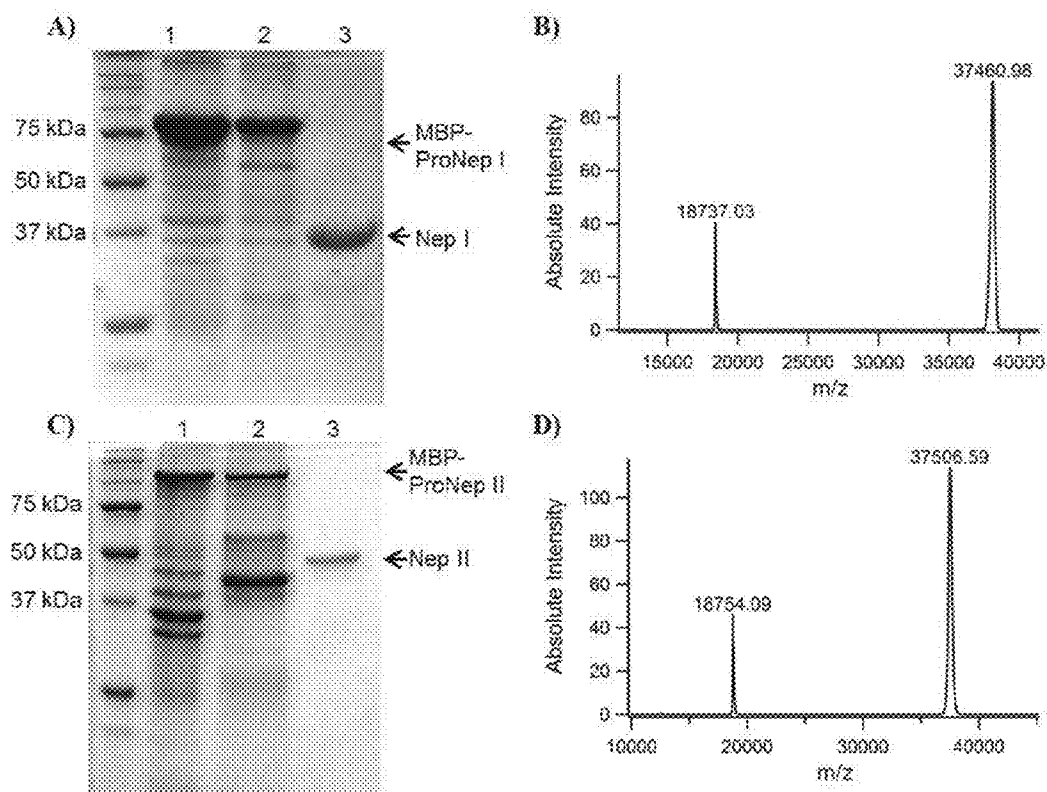 A)
1 2 3
75 kDa
50 kDa
37 kDa
MBP-
ProNep I
Nep I
B)
Absolute Intensity
80
60
40
20
0
18737.03
37460.98
15000 20000 25000 30000 35000 40000
m/z
C)
1 2 3
75 kDa
50 kDa
37 kDa
MBP-
ProNep II
Nep II
D)
Absolute Intensity
100
80
60
40
20
0
18754.09
37506.59
10000 20000 30000 40000
m/z